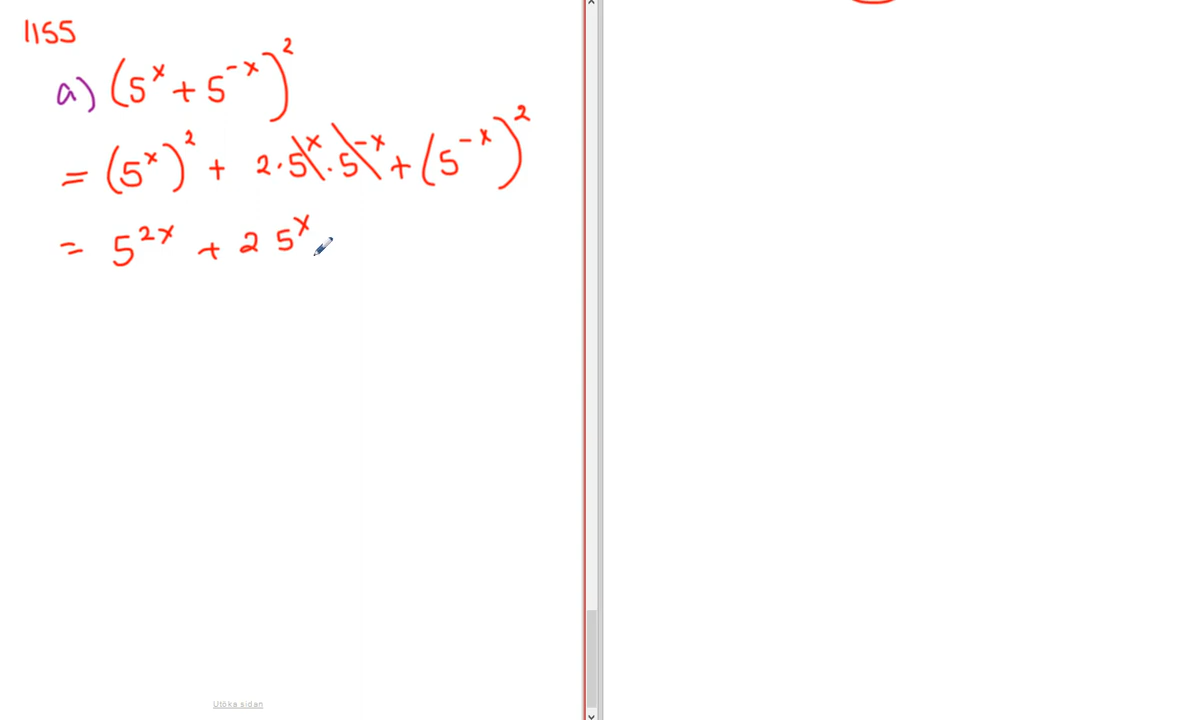 1155
a) (5^x + 5^-x)^2
= (5^x)^2 + 2 · 5^x · 5^-x + (5^-x)^2
= 5^2x + 2 5^x
Utöka sidan